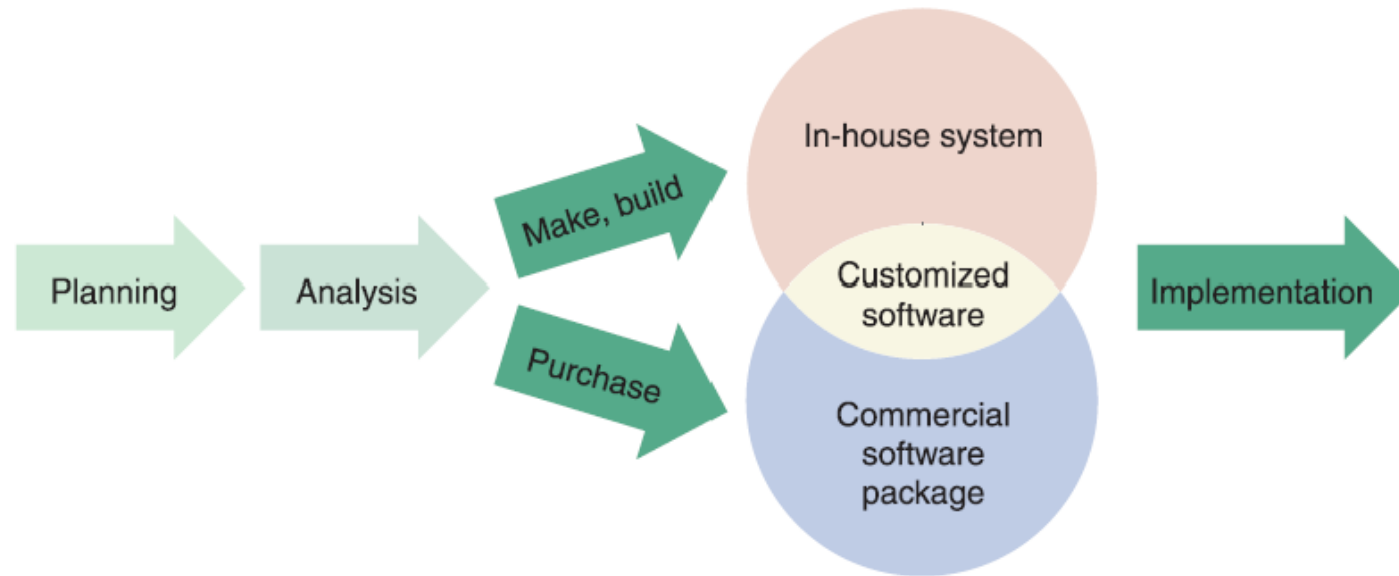 Planning
Analysis
Make, build
Purchase
In-house system
Customized
software
Commercial
software
package
Implementation